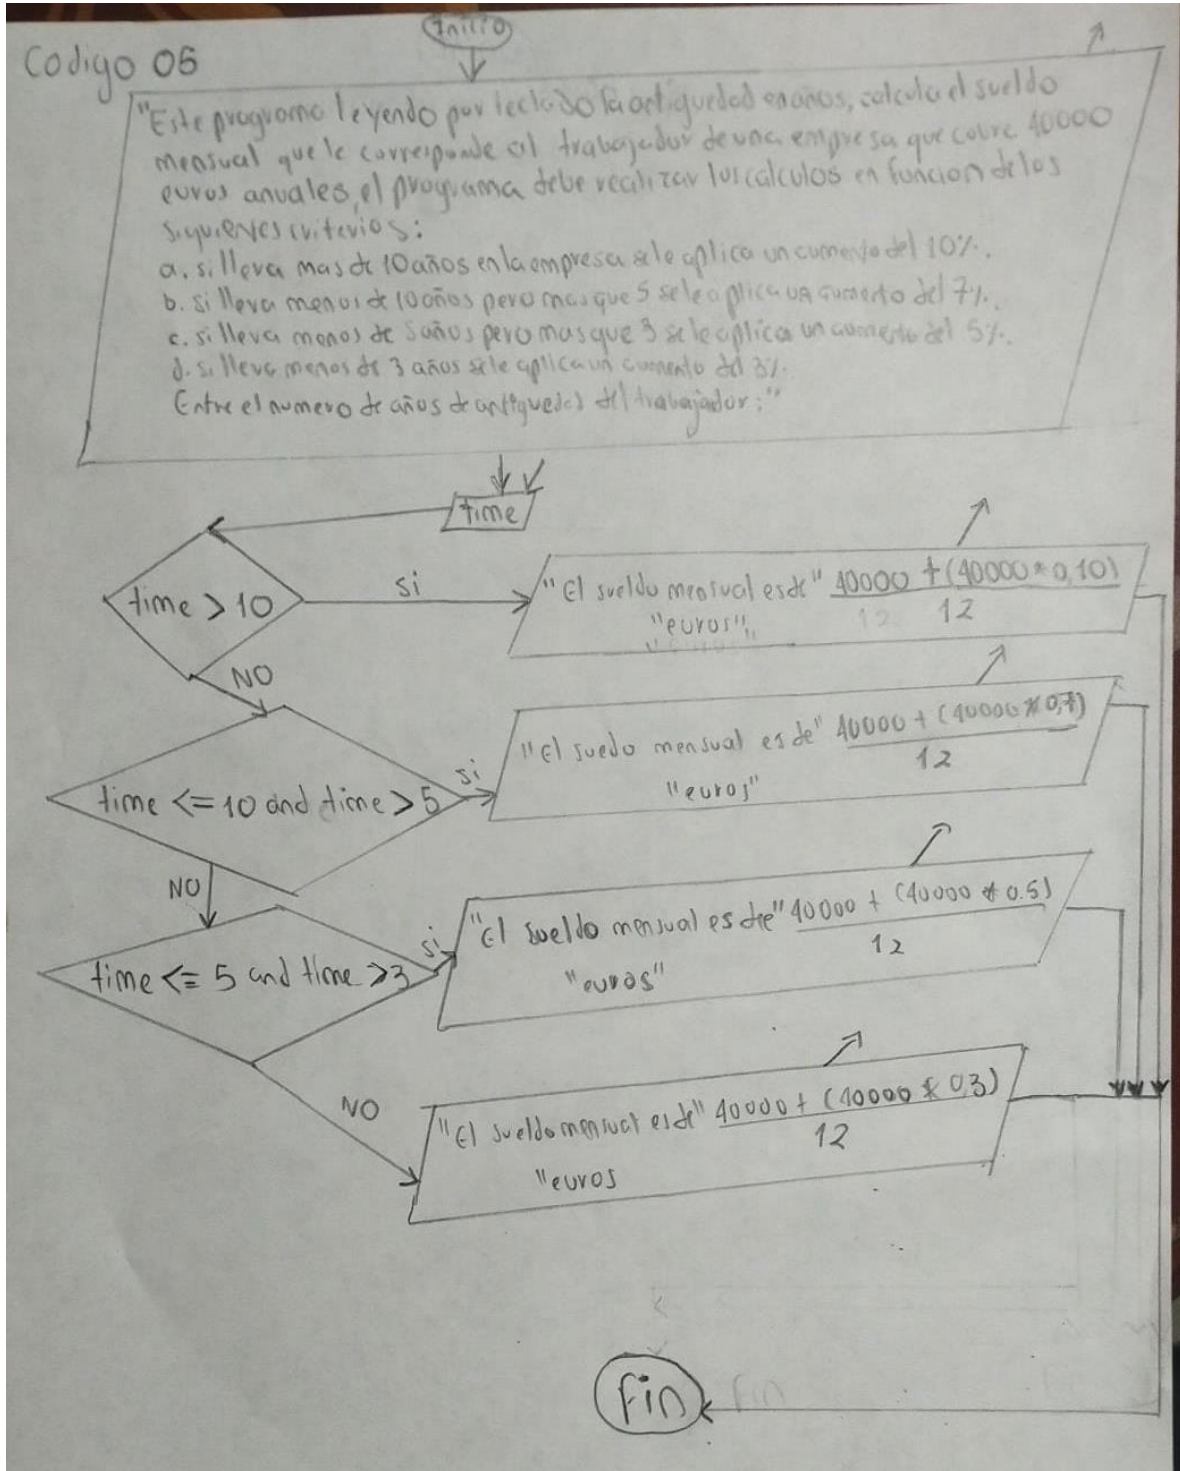 Inicio
Codigo 05
"Este programa leyendo por teclado la antiguedad en años, calcula el sueldo
mensual que le corresponde al trabajador de una empresa que cobre 40000
euros anuales, el programa debe realizar los calculos en funcion de los
siguientes criterios:
a. si lleva mas de 10 años en la empresa se le aplica un aumento del 10%.
b. si lleva menos de 10 años pero mas que 5 se le aplica un aumento del 7%.
c. si lleva menos de 5 años pero mas que 3 se le aplica un aumento del 5%.
d. si lleva menos de 3 años se le aplica un aumento del 3%.
Entre el numero de años de antiguedad del trabajador:"
time
time > 10
si
"El sueldo mensual es de" 40000 + (40000 * 0,10)
12
"euros"
NO
time <= 10 and time > 5
si
"El suedo mensual es de" 40000 + (40000 * 0,7)
12
"euros"
NO
time <= 5 and time > 3
si
"El sueldo mensual es de" 40000 + (40000 * 0.5)
12
"euros"
NO
"El sueldo mensual es de" 40000 + (40000 * 0,3)
12
"euros
fin